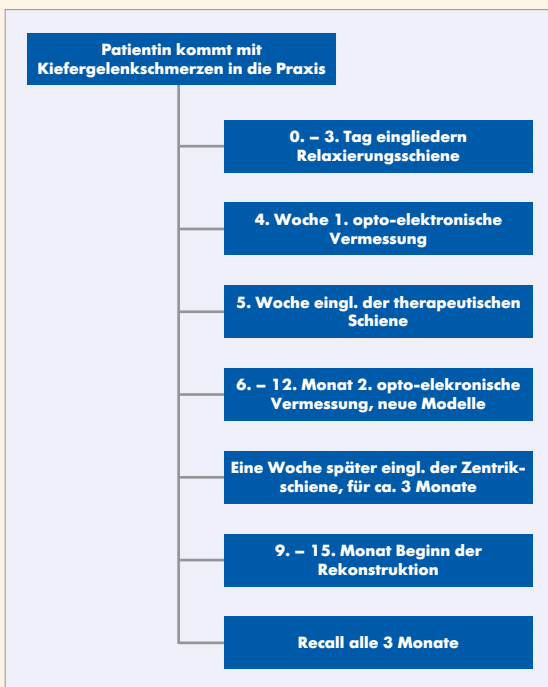 Patientin kommt mit
Kiefergelenkschmerzen in die Praxis
0. – 3. Tag eingliedern
Relaxierungsschiene
4. Woche 1. opto-elektronische
Vermessung
5. Woche eingl. der therapeutischen
Schiene
6. – 12. Monat 2. opto-elekronische
Vermessung, neue Modelle
Eine Woche später eingl. der Zentrik-
schiene, für ca. 3 Monate
9. – 15. Monat Beginn der
Rekonstruktion
Recall alle 3 Monate